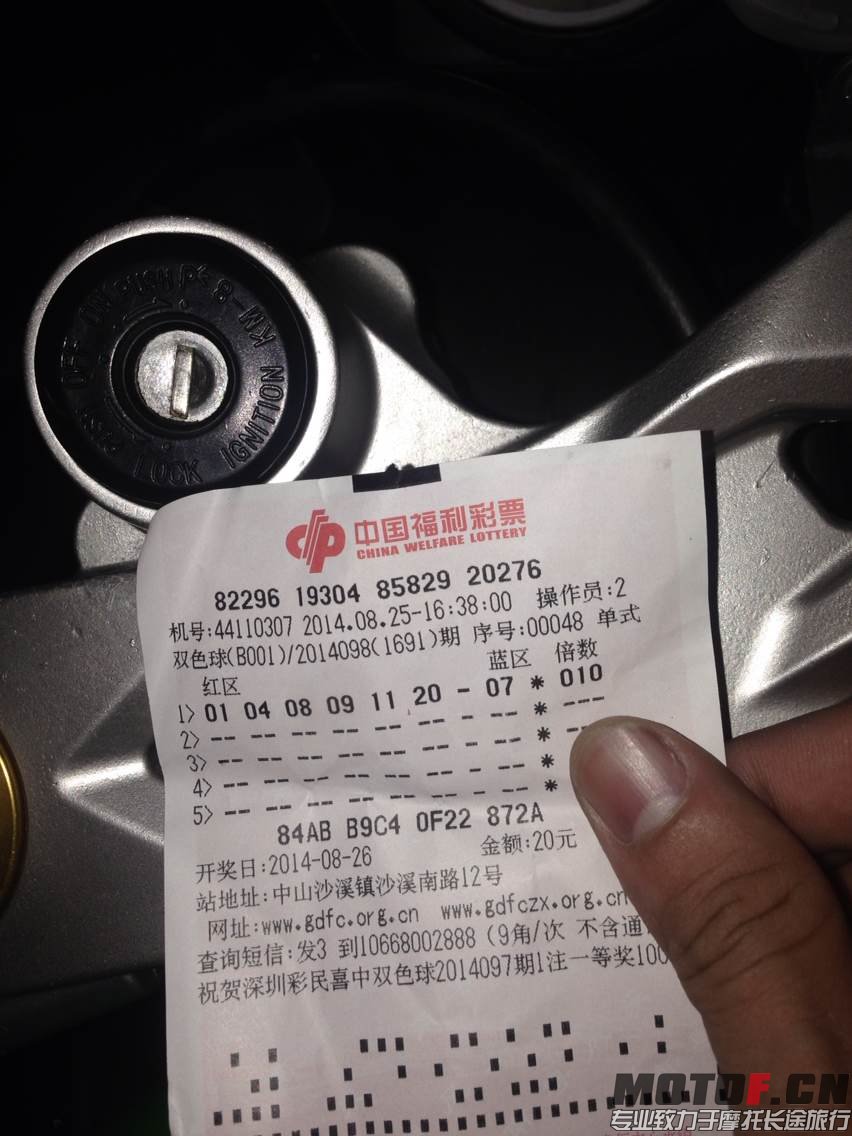 P<8-KM
OFF ON PUSH
PUSH LOCK IGNITION
中国福利彩票
CHINA WELFARE LOTTERY
82296 19304 85829 20276
机号:44110307 2014.08.25-16:38:00 操作员:2
双色球(B001)/2014098(1691)期 序号:00048 单式
红区 蓝区 倍数
1> 01 04 08 09 11 20 - 07 * 010
2> -- -- -- -- -- -- - -- * ---
3> -- -- -- -- -- -- - -- * --
4> -- -- -- -- -- -- - -- *
5> -- -- -- -- -- -- - -- *
84AB B9C4 0F22 872A
开奖日:2014-08-26 金额:20元
站地址:中山沙溪镇沙溪南路12号
网址:www.gdfc.org.cn www.gdfczx.org.cn
查询短信:发3 到10668002888 (9角/次 不含通
祝贺深圳彩民喜中双色球2014097期1注一等奖100
MOTOF.CN
专业致力于摩托长途旅行